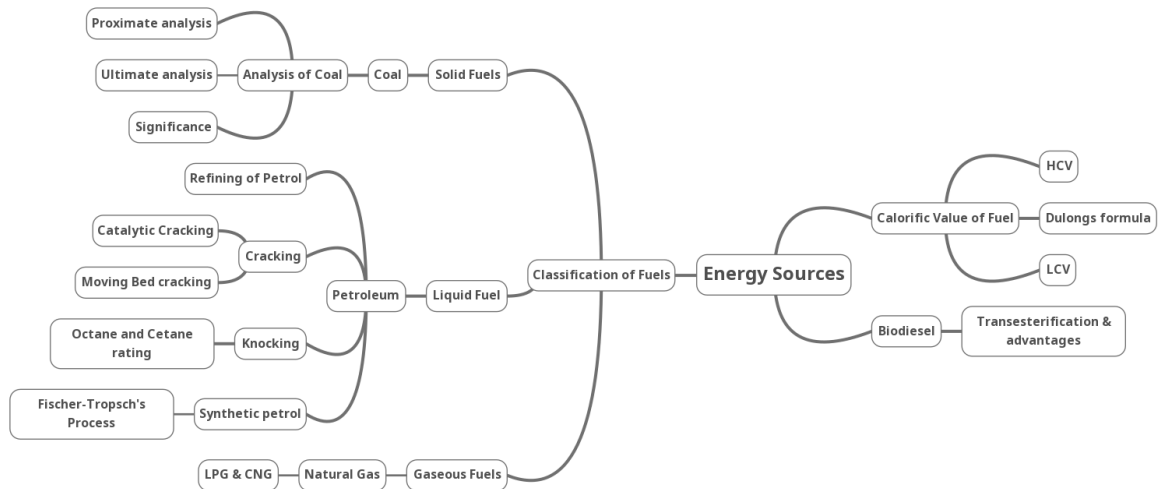 Proximate analysis
Ultimate analysis
Analysis of Coal
Coal
Solid Fuels
Significance
Refining of Petrol
Catalytic Cracking
Cracking
Moving Bed cracking
Petroleum
Liquid Fuel
Octane and Cetane
rating
Knocking
Fischer-Tropsch's
Process
Synthetic petrol
LPG & CNG
Natural Gas
Gaseous Fuels
Classification of Fuels
Energy Sources
HCV
Calorific Value of Fuel
Dulongs formula
LCV
Biodiesel
Transesterification &
advantages